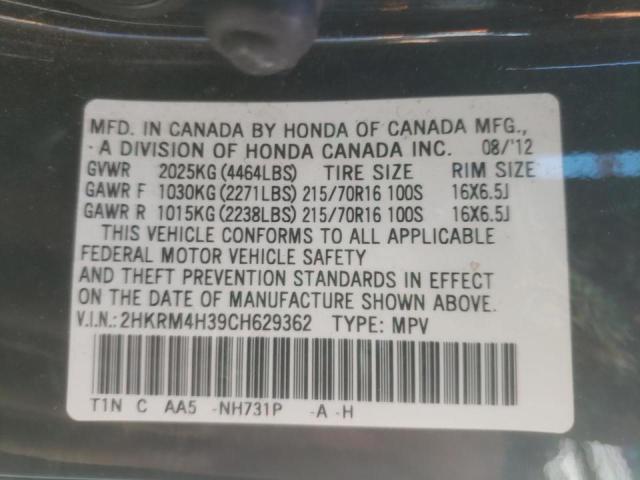 MFD. IN CANADA BY HONDA OF CANADA MFG.,
-A DIVISION OF HONDA CANADA INC. 08/'12
GVWR 2025KG (4464LBS) TIRE SIZE RIM SIZE
GAWR F 1030KG (2271LBS) 215/70R16 100S 16X6.5J
GAWR R 1015KG (2238LBS) 215/70R16 100S 16X6.5J
THIS VEHICLE CONFORMS TO ALL APPLICABLE
FEDERAL MOTOR VEHICLE SAFETY
AND THEFT PREVENTION STANDARDS IN EFFECT
ON THE DATE OF MANUFACTURE SHOWN ABOVE.
V.I.N.:2HKRM4H39CH629362 TYPE: MPV
T1N C AA5 -NH731P -A -H